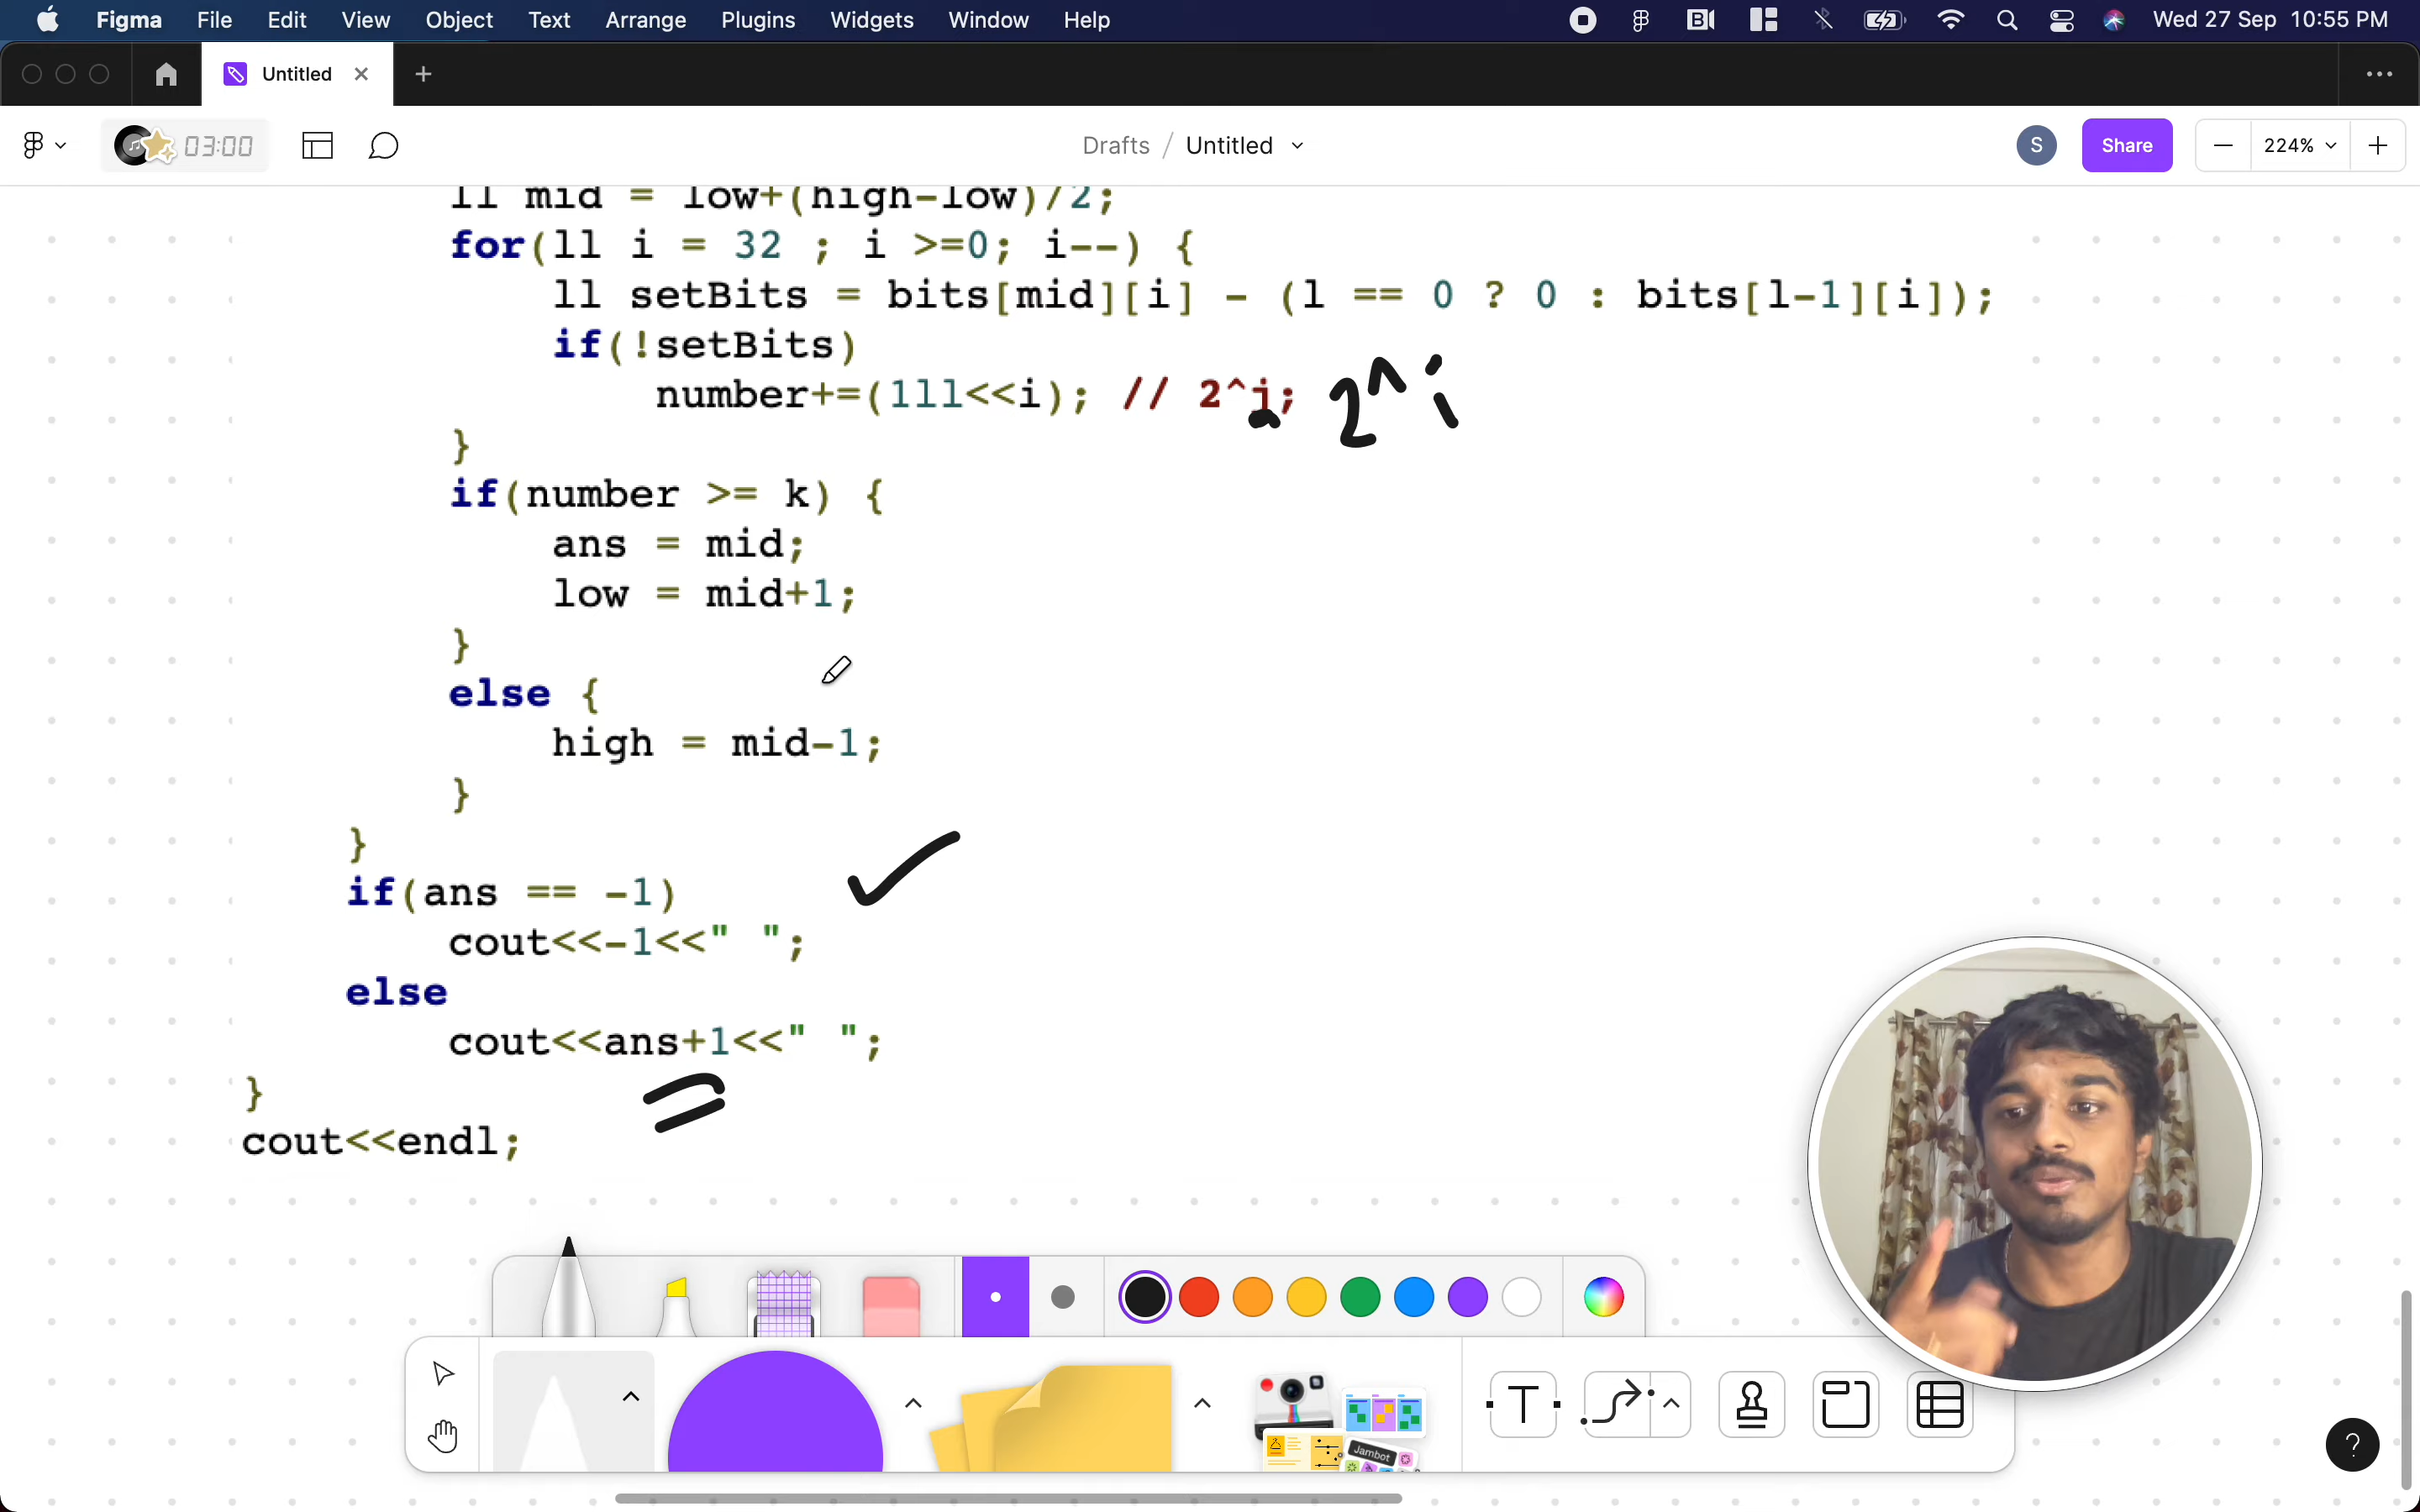 Figma File Edit View Object Text Arrange Plugins Widgets Window Help Wed 27 Sep 10:55 PM
Untitled
03:00 Drafts / Untitled S Share 224%
ll mid = low+(high-low)/2;
for(ll i = 32 ; i >=0; i--) {
ll setBits = bits[mid][i] - (l == 0 ? 0 : bits[l-1][i]);
if(!setBits)
number+=(1ll<<i); // 2^j; 2^i
}
if(number >= k) {
ans = mid;
low = mid+1;
}
else {
high = mid-1;
}
}
if(ans == -1)
cout<<-1<<" ";
else
cout<<ans+1<<" ";
}
cout<<endl;
T
Jambot
?